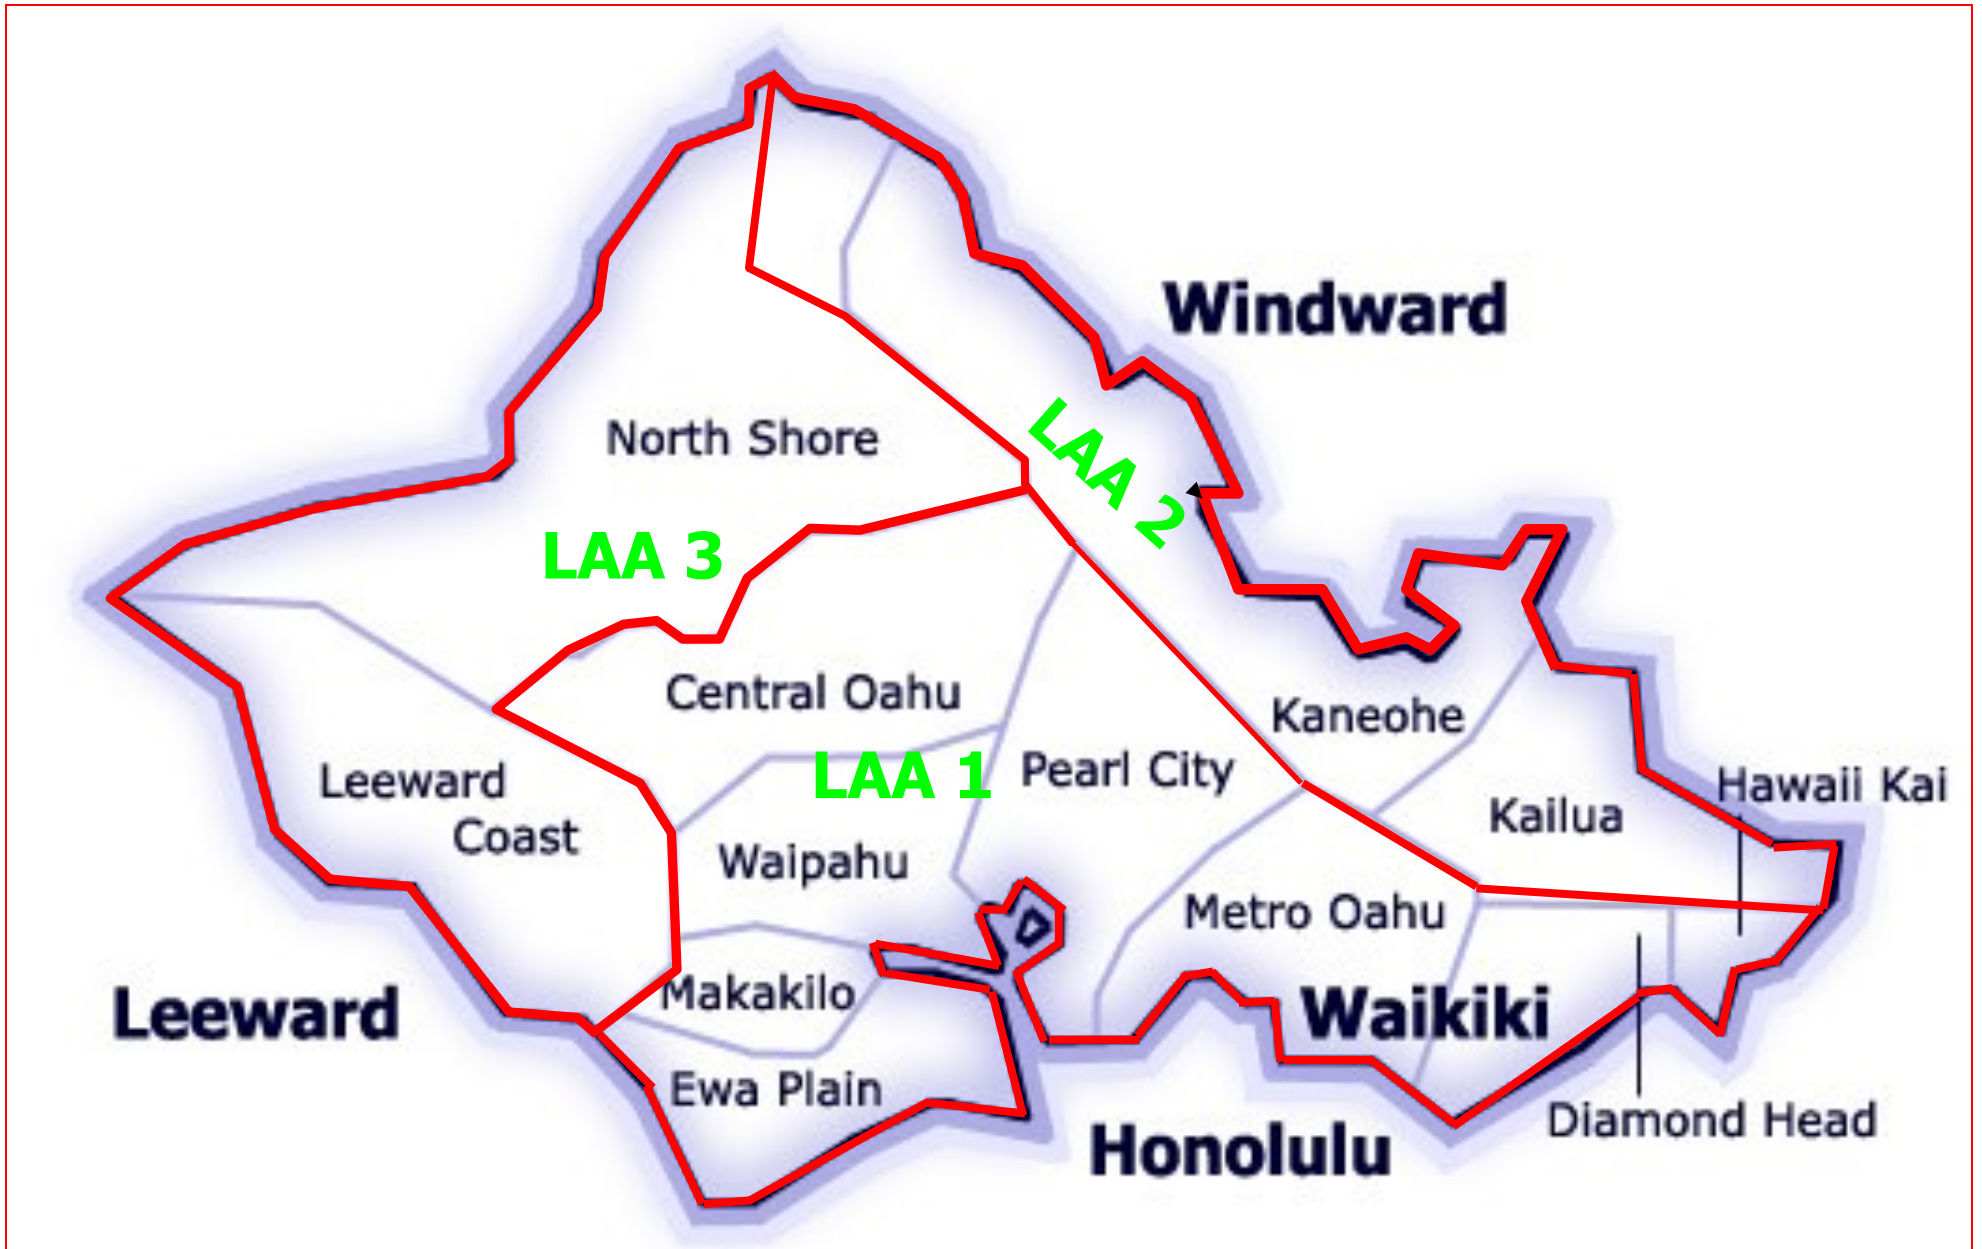 Windward
North Shore
LAA 2
LAA 3
Central Oahu
Kaneohe
LAA 1
Pearl City
Hawaii Kai
Leeward
Coast
Kailua
Waipahu
Metro Oahu
Makakilo
Leeward
Waikiki
Ewa Plain
Diamond Head
Honolulu